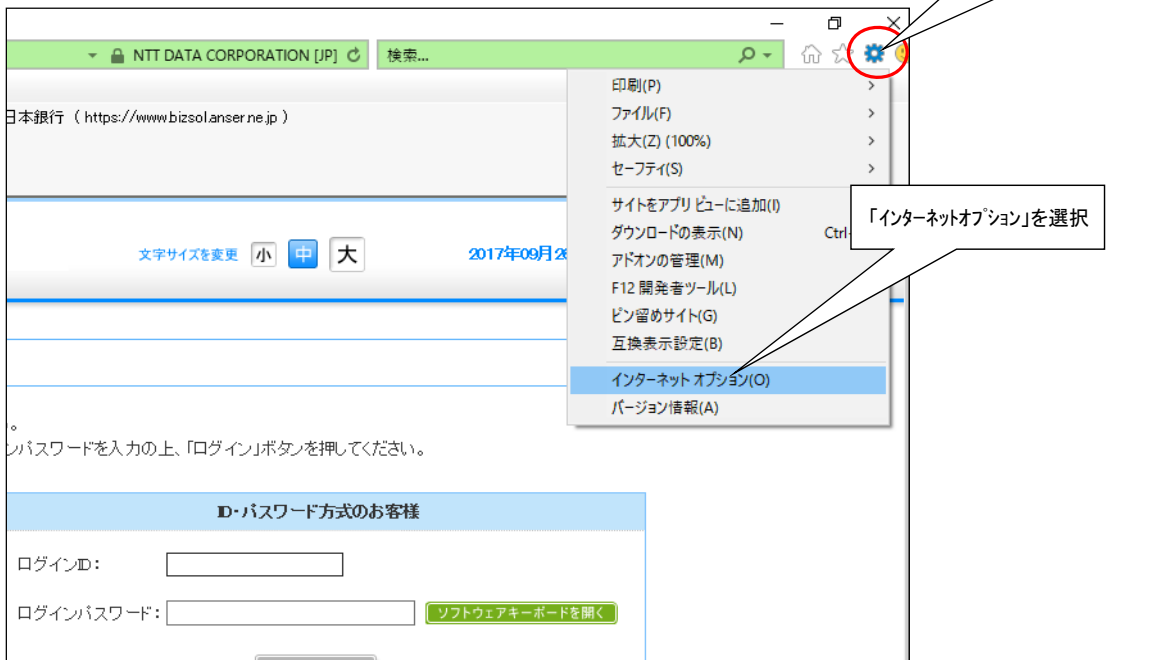 NTT DATA CORPORATION [JP]
検索...
印刷(P)
日本銀行 （ https://www.bizsol.anser.ne.jp ）
ファイル(F)
拡大(Z) (100%)
セーフティ(S)
サイトをアプリ ビューに追加(I)
ダウンロードの表示(N) Ctrl
アドオンの管理(M)
F12 開発者ツール(L)
ピン留めサイト(G)
互換表示設定(B)
インターネット オプション(O)
バージョン情報(A)
「インターネットオプション」を選択
文字サイズを変更 小 中 大
2017年09月26
。
ンパスワードを入力の上、「ログイン」ボタンを押してください。
ID・パスワード方式のお客様
ログインID：
ログインパスワード：
ソフトウェアキーボードを開く